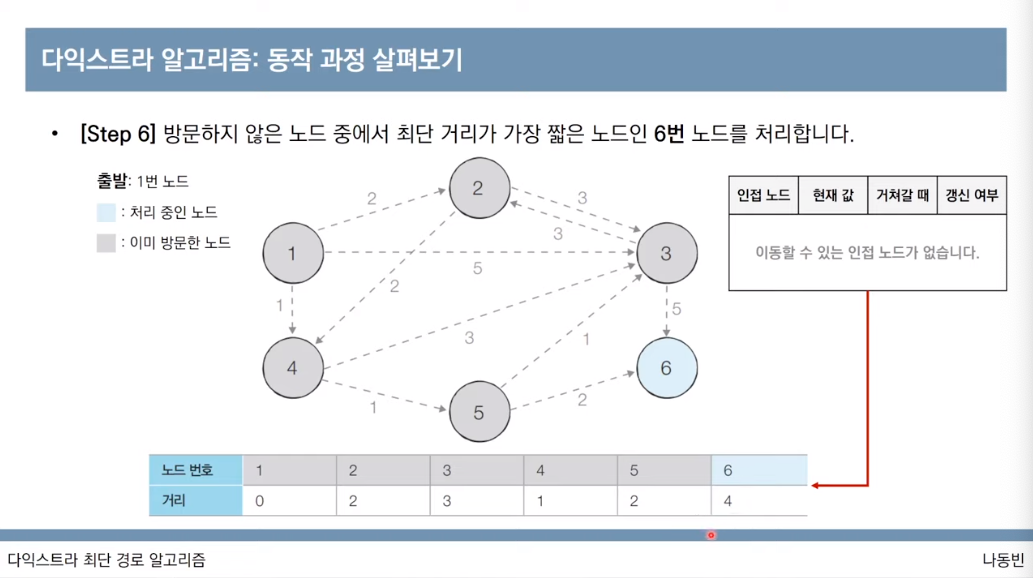 다익스트라 알고리즘: 동작 과정 살펴보기
• [Step 6] 방문하지 않은 노드 중에서 최단 거리가 가장 짧은 노드인 6번 노드를 처리합니다.
출발: 1번 노드
: 처리 중인 노드
: 이미 방문한 노드
2
2
3
3
1
5
3
2
1
5
3
1
4
6
1
5
2
인접 노드 현재 값 거쳐갈 때 갱신 여부
이동할 수 있는 인접 노드가 없습니다.
노드 번호 1 2 3 4 5 6
거리 0 2 3 1 2 4
다익스트라 최단 경로 알고리즘
나동빈